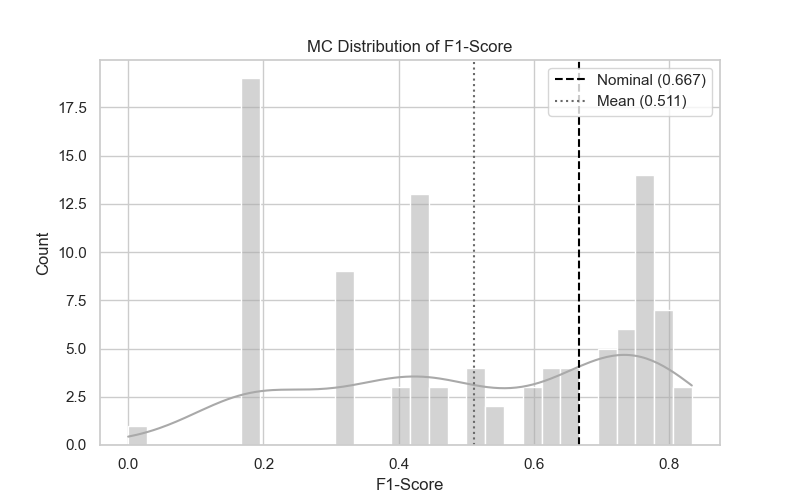 MC Distribution of F1-Score
Nominal (0.667)
Mean (0.511)
17.5
15.0
12.5
10.0
7.5
5.0
2.5
0.0
Count
0.0 0.2 0.4 0.6 0.8
F1-Score